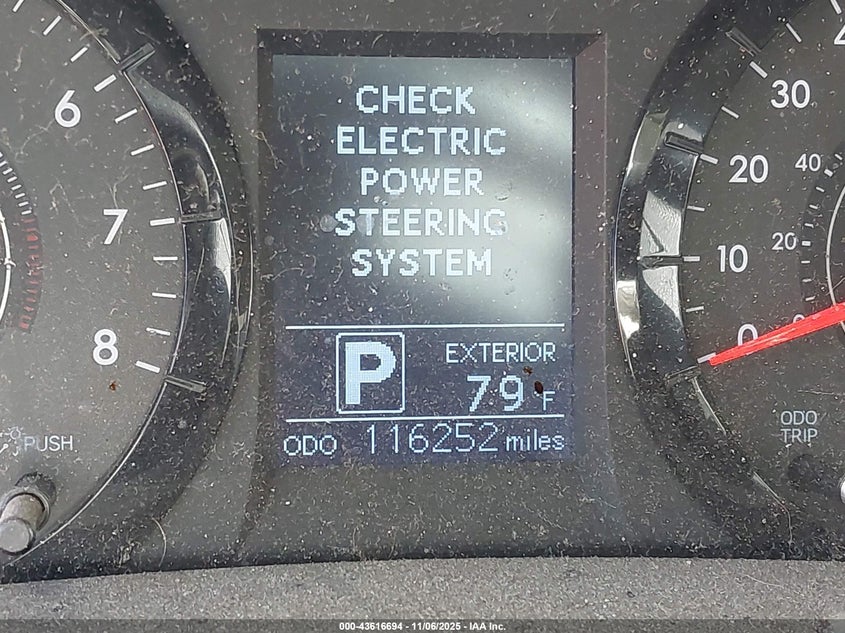 CHECK
ELECTRIC
POWER
STEERING
SYSTEM
P
EXTERIOR
79°F
ODO 116252 miles
6
7
8
PUSH
30
20
10
0
40
20
ODO
TRIP
000-43616694 - 11/06/2025 - IAA Inc.